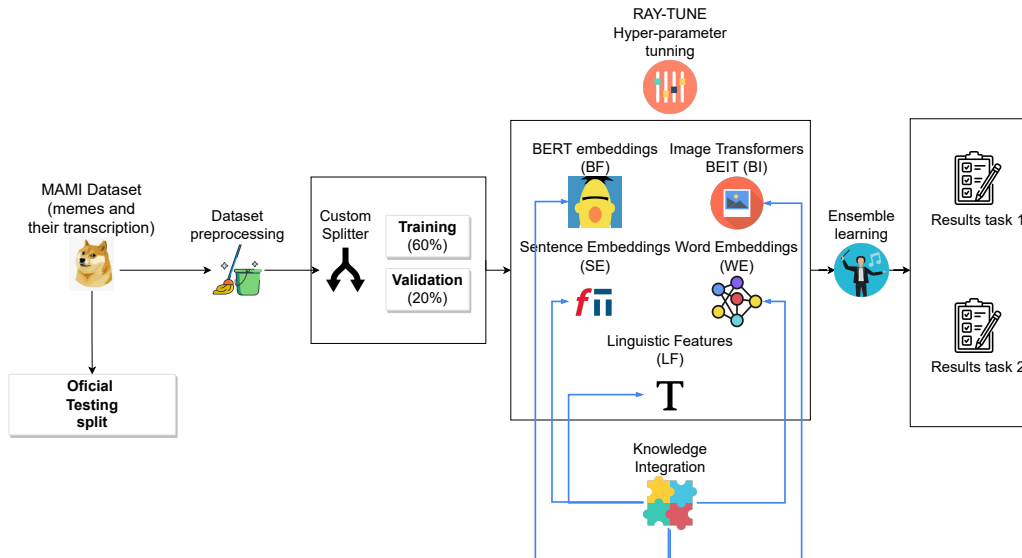 RAY-TUNE
Hyper-parameter
tunning
MAMI Dataset
(memes and
their transcription)
Dataset
preprocessing
Custom
Splitter
Training
(60%)
Validation
(20%)
BERT embeddings
(BF)
Image Transformers
BEIT (BI)
Sentence Embeddings
(SE)
Word Embeddings
(WE)
Linguistic Features
(LF)
T
Ensemble
learning
Results task 1
Results task 2
Oficial
Testing
split
Knowledge
Integration